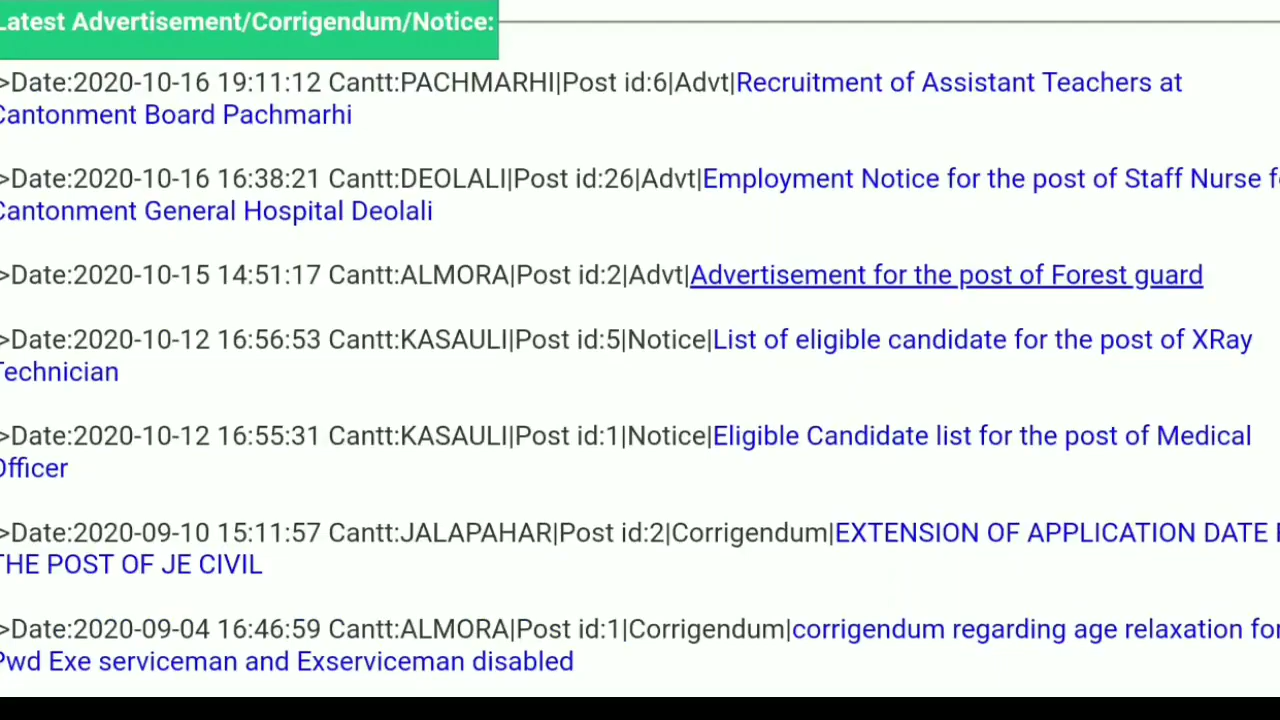 Latest Advertisement/Corrigendum/Notice:
>Date:2020-10-16 19:11:12 Cantt:PACHMARHI|Post id:6|Advt|Recruitment of Assistant Teachers at
Cantonment Board Pachmarhi
>Date:2020-10-16 16:38:21 Cantt:DEOLALI|Post id:26|Advt|Employment Notice for the post of Staff Nurse
Cantonment General Hospital Deolali
>Date:2020-10-15 14:51:17 Cantt:ALMORA|Post id:2|Advt|Advertisement for the post of Forest guard
>Date:2020-10-12 16:56:53 Cantt:KASAULI|Post id:5|Notice|List of eligible candidate for the post of XRay
Technician
>Date:2020-10-12 16:55:31 Cantt:KASAULI|Post id:1|Notice|Eligible Candidate list for the post of Medical
Officer
>Date:2020-09-10 15:11:57 Cantt:JALAPAHAR|Post id:2|Corrigendum|EXTENSION OF APPLICATION DATE
THE POST OF JE CIVIL
>Date:2020-09-04 16:46:59 Cantt:ALMORA|Post id:1|Corrigendum|corrigendum regarding age relaxation for
Pwd Exe serviceman and Exserviceman disabled